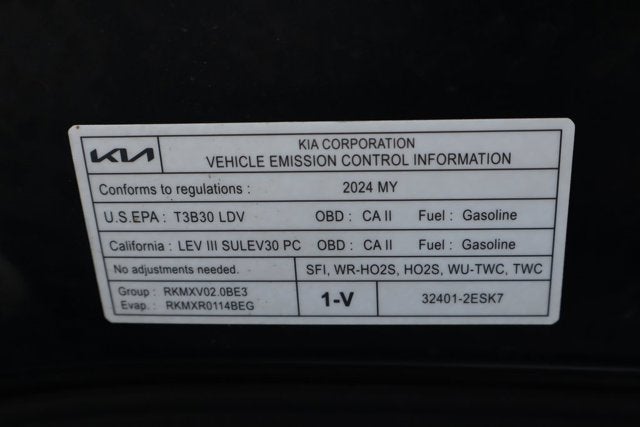 KIA
KIA CORPORATION
VEHICLE EMISSION CONTROL INFORMATION
Conforms to regulations : 2024 MY
U.S.EPA : T3B30 LDV OBD : CA II Fuel : Gasoline
California : LEV III SULEV30 PC OBD : CA II Fuel : Gasoline
No adjustments needed. SFI, WR-HO2S, HO2S, WU-TWC, TWC
Group : RKMXV02.0BE3
Evap. : RKMXR0114BEG
1-V 32401-2ESK7